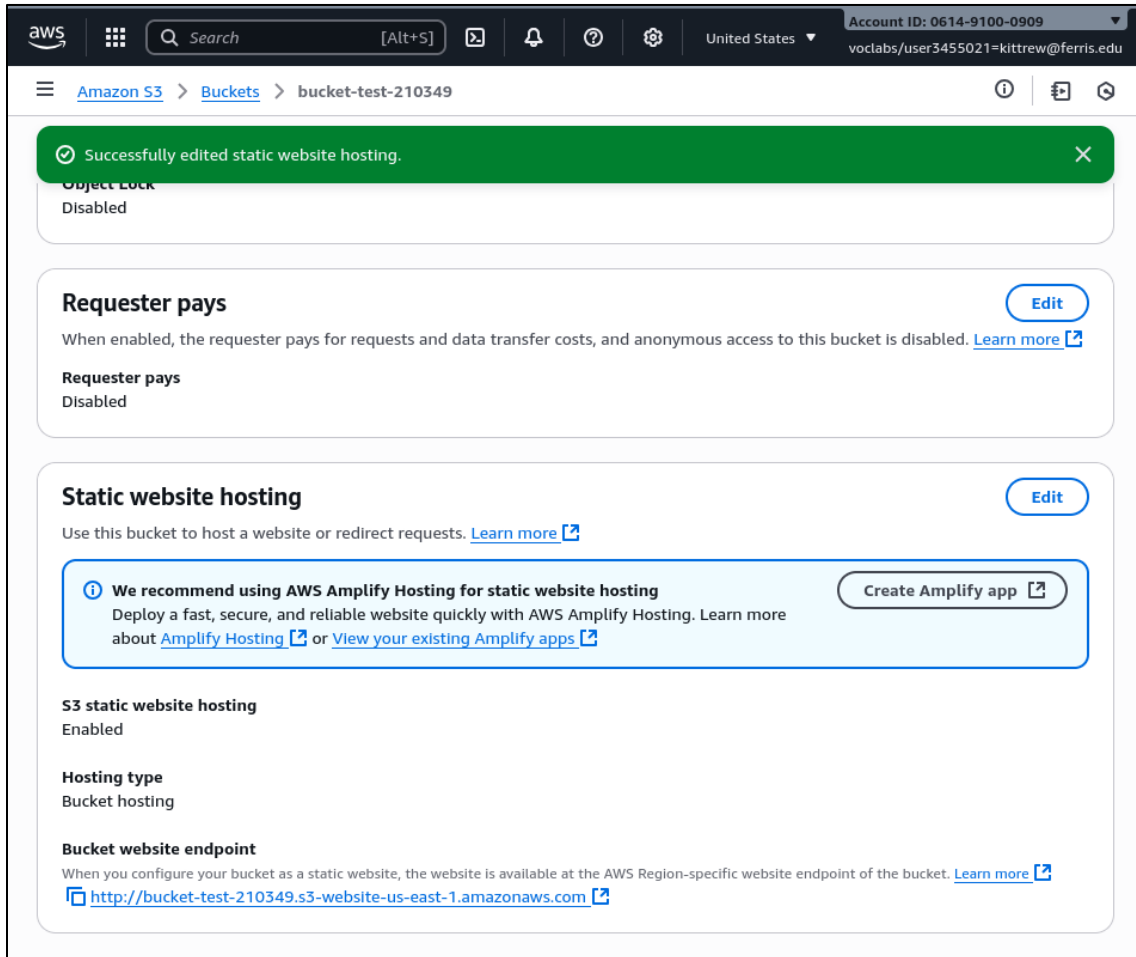 aws
Search [Alt+S]
United States
Account ID: 0614-9100-0909
voclabs/user3455021=kittrew@ferris.edu
Amazon S3 > Buckets > bucket-test-210349
Successfully edited static website hosting.
Object Lock
Disabled
Requester pays
Edit
When enabled, the requester pays for requests and data transfer costs, and anonymous access to this bucket is disabled. Learn more
Requester pays
Disabled
Static website hosting
Edit
Use this bucket to host a website or redirect requests. Learn more
We recommend using AWS Amplify Hosting for static website hosting
Create Amplify app
Deploy a fast, secure, and reliable website quickly with AWS Amplify Hosting. Learn more
about Amplify Hosting or View your existing Amplify apps
S3 static website hosting
Enabled
Hosting type
Bucket hosting
Bucket website endpoint
When you configure your bucket as a static website, the website is available at the AWS Region-specific website endpoint of the bucket. Learn more
http://bucket-test-210349.s3-website-us-east-1.amazonaws.com